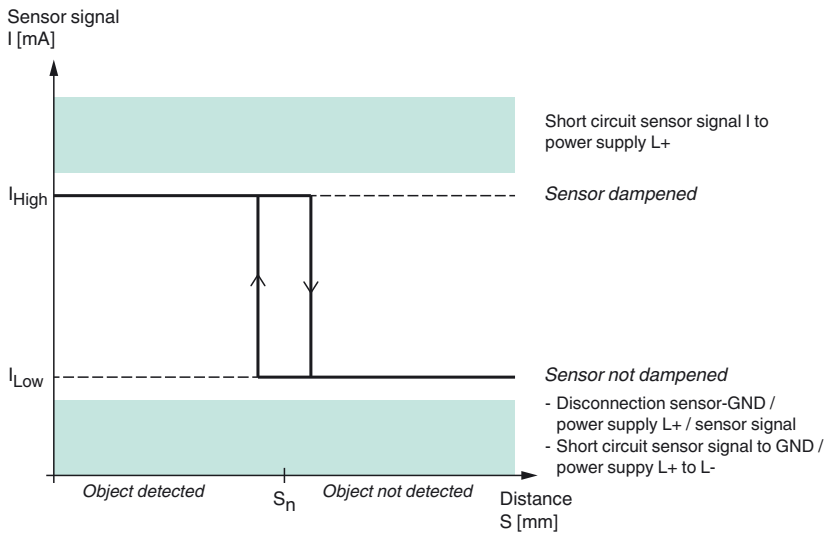 Sensor signal
I [mA]
Short circuit sensor signal I to
power supply L+
IHigh
Sensor dampened
ILow
Sensor not dampened
- Disconnection sensor-GND /
power supply L+ / sensor signal
- Short circuit sensor signal to GND /
power suppy L+ to L-
Object detected
Sn
Object not detected
Distance
S [mm]